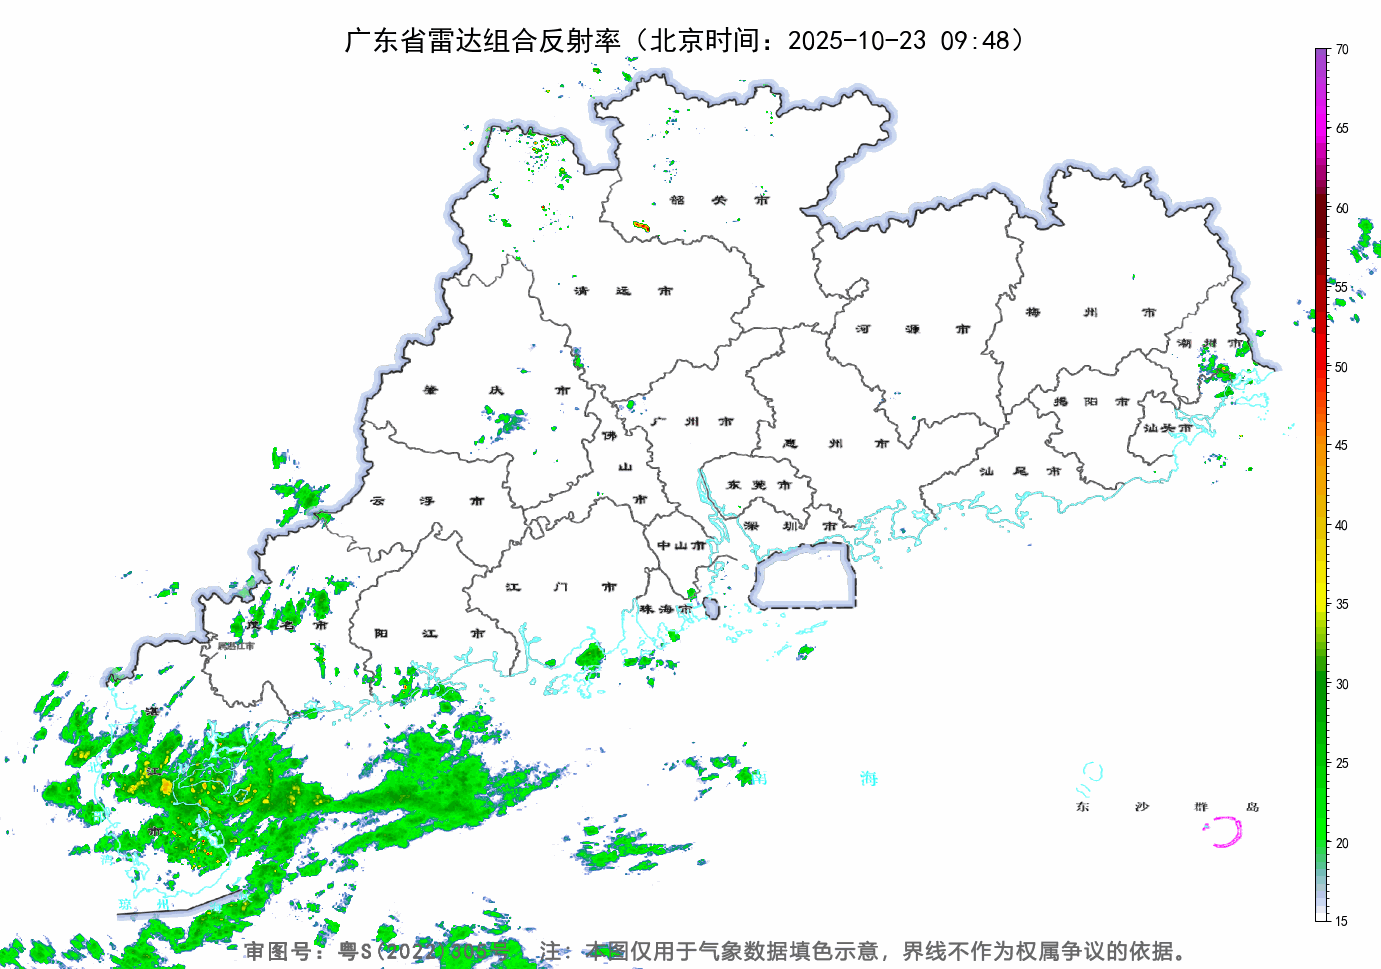 广东省雷达组合反射率（北京时间：2025-10-23 09:48）
70
65
60
55
50
45
40
35
30
25
20
15
韶 关 市
清 远 市
河 源 市
梅 州 市
潮 州 市
肇 庆 市
揭 阳 市
广 州 市
汕头市
佛 山 市
惠 州 市
汕 尾 市
东 莞 市
云 浮 市
深 圳 市
中山市
江 门 市
珠海市
茂 名 市
阳 江 市
湛 江 市
南 海
东 沙 群 岛
琼 州 海
审图号：粤S(2022)305号 注：本图仅用于气象数据填色示意，界线不作为权属争议的依据。